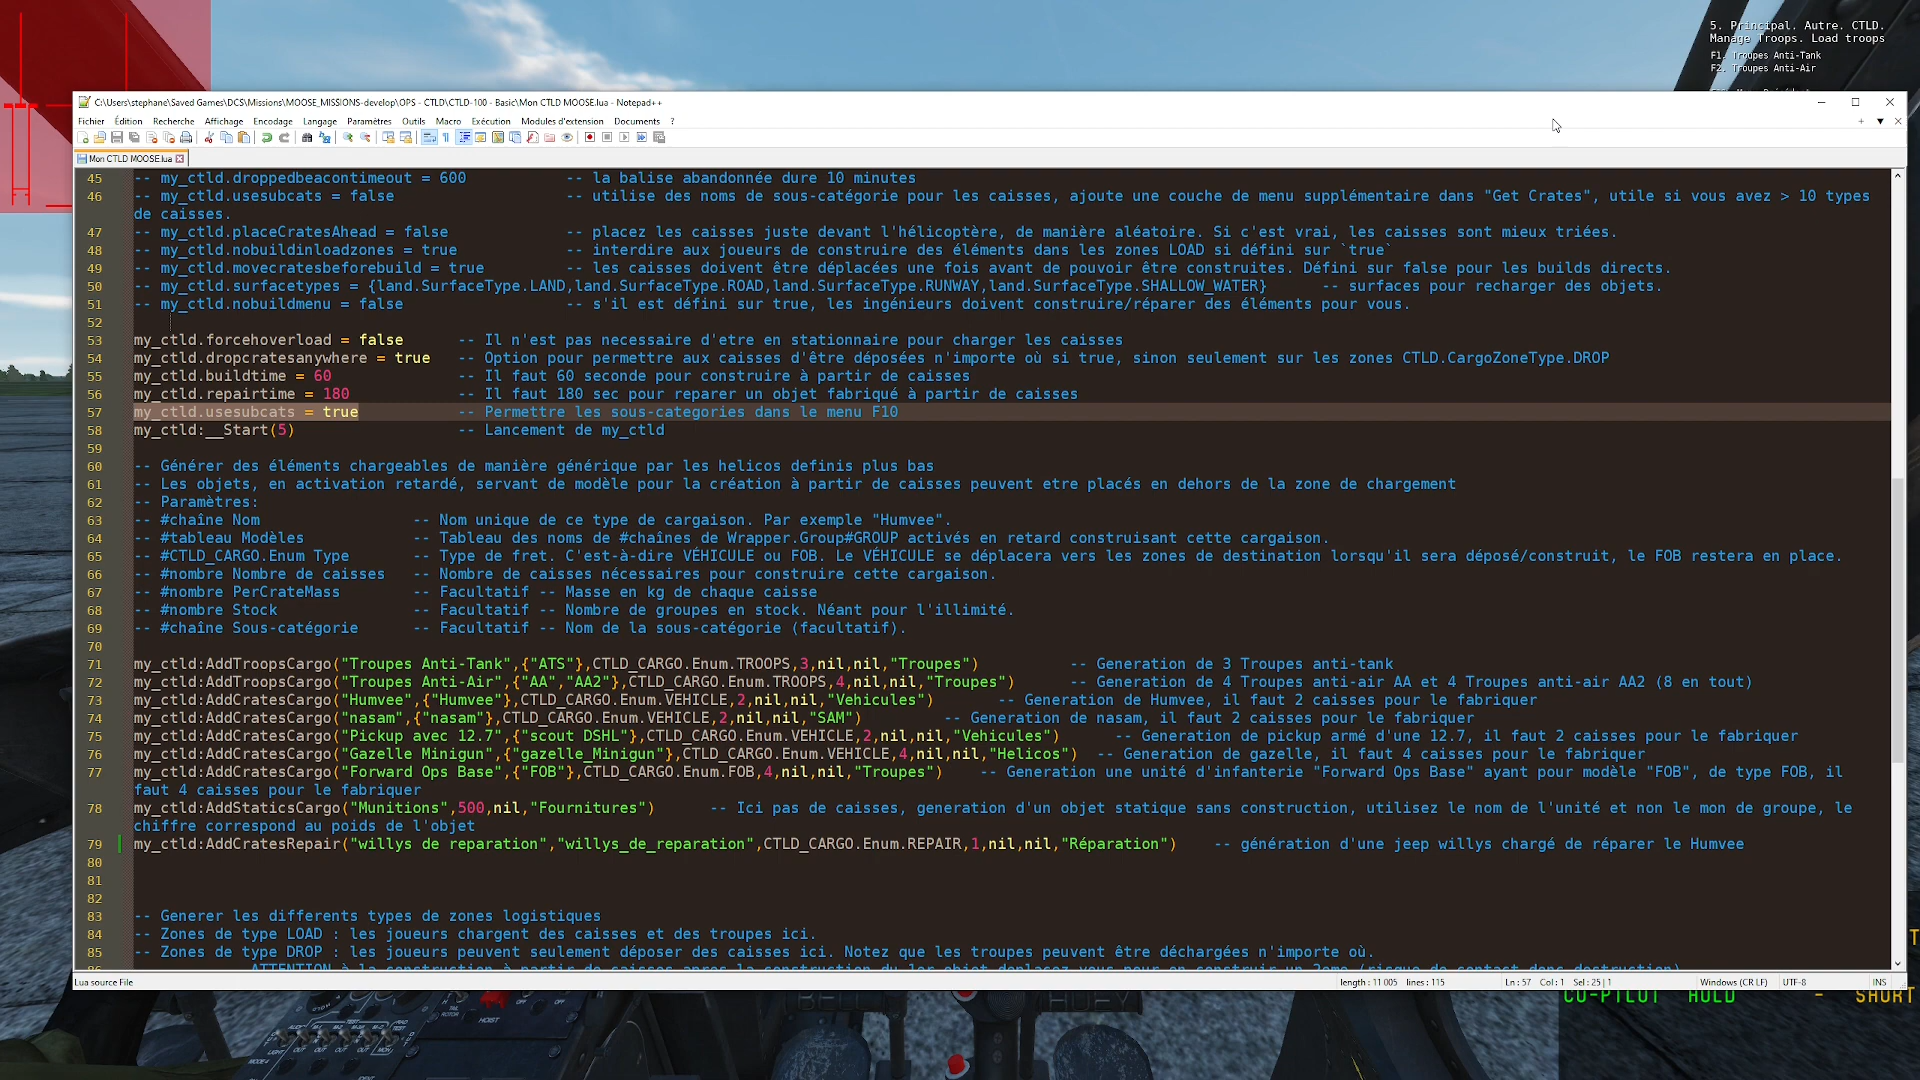 5. Principal. Autre. CTLD.
Manage Troops. Load troops
F1. Troupes Anti-Tank
F2. Troupes Anti-Air
C:\Users\stephane\Saved Games\DCS\Missions\MOOSE_MISSIONS-develop\OPS - CTLD\CTLD-100 - Basic\Mon CTLD MOOSE.lua - Notepad++
Fichier Édition Recherche Affichage Encodage Langage Paramètres Outils Macro Exécution Modules d'extension Documents ?
Mon CTLD MOOSE.lua
45 -- my_ctld.droppedbeacontimeout = 600 -- la balise abandonnée dure 10 minutes
46 -- my_ctld.usesubcats = false -- utilise des noms de sous-catégorie pour les caisses, ajoute une couche de menu supplémentaire dans "Get Crates", utile si vous avez > 10 types
de caisses.
47 -- my_ctld.placeCratesAhead = false -- placez les caisses juste devant l'hélicoptère, de manière aléatoire. Si c'est vrai, les caisses sont mieux triées.
48 -- my_ctld.nobuildinloadzones = true -- interdire aux joueurs de construire des éléments dans les zones LOAD si défini sur `true`
49 -- my_ctld.movecratesbeforebuild = true -- les caisses doivent être déplacées une fois avant de pouvoir être construites. Défini sur false pour les builds directs.
50 -- my_ctld.surfacetypes = {land.SurfaceType.LAND,land.SurfaceType.ROAD,land.SurfaceType.RUNWAY,land.SurfaceType.SHALLOW_WATER} -- surfaces pour recharger des objets.
51 -- my_ctld.nobuildmenu = false -- s'il est défini sur true, les ingénieurs doivent construire/réparer des éléments pour vous.
52
53 my_ctld.forcehoverload = false -- Il n'est pas necessaire d'etre en stationnaire pour charger les caisses
54 my_ctld.dropcratesanywhere = true -- Option pour permettre aux caisses d'être déposées n'importe où si true, sinon seulement sur les zones CTLD.CargoZoneType.DROP
55 my_ctld.buildtime = 60 -- Il faut 60 seconde pour construire à partir de caisses
56 my_ctld.repairtime = 180 -- Il faut 180 sec pour reparer un objet fabriqué à partir de caisses
57 my_ctld.usesubcats = true -- Permettre les sous-categories dans le menu F10
58 my_ctld:__Start(5) -- Lancement de my_ctld
59
60 -- Générer des éléments chargeables de manière générique par les helicos definis plus bas
61 -- Les objets, en activation retardé, servant de modèle pour la création à partir de caisses peuvent etre placés en dehors de la zone de chargement
62 -- Paramètres:
63 -- #chaîne Nom -- Nom unique de ce type de cargaison. Par exemple "Humvee".
64 -- #tableau Modèles -- Tableau des noms de #chaînes de Wrapper.Group#GROUP activés en retard construisant cette cargaison.
65 -- #CTLD_CARGO.Enum Type -- Type de fret. C'est-à-dire VÉHICULE ou FOB. Le VÉHICULE se déplacera vers les zones de destination lorsqu'il sera déposé/construit, le FOB restera en place.
66 -- #nombre Nombre de caisses -- Nombre de caisses nécessaires pour construire cette cargaison.
67 -- #nombre PerCrateMass -- Facultatif -- Masse en kg de chaque caisse
68 -- #nombre Stock -- Facultatif -- Nombre de groupes en stock. Néant pour l'illimité.
69 -- #chaîne Sous-catégorie -- Facultatif -- Nom de la sous-catégorie (facultatif).
70
71 my_ctld:AddTroopsCargo("Troupes Anti-Tank",{"ATS"},CTLD_CARGO.Enum.TROOPS,3,nil,nil,"Troupes") -- Generation de 3 Troupes anti-tank
72 my_ctld:AddTroopsCargo("Troupes Anti-Air",{"AA","AA2"},CTLD_CARGO.Enum.TROOPS,4,nil,nil,"Troupes") -- Generation de 4 Troupes anti-air AA et 4 Troupes anti-air AA2 (8 en tout)
73 my_ctld:AddCratesCargo("Humvee",{"Humvee"},CTLD_CARGO.Enum.VEHICLE,2,nil,nil,"Vehicules") -- Generation de Humvee, il faut 2 caisses pour le fabriquer
74 my_ctld:AddCratesCargo("nasam",{"nasam"},CTLD_CARGO.Enum.VEHICLE,2,nil,nil,"SAM") -- Generation de nasam, il faut 2 caisses pour le fabriquer
75 my_ctld:AddCratesCargo("Pickup avec 12.7",{"scout DSHL"},CTLD_CARGO.Enum.VEHICLE,2,nil,nil,"Vehicules") -- Generation de pickup armé d'une 12.7, il faut 2 caisses pour le fabriquer
76 my_ctld:AddCratesCargo("Gazelle Minigun",{"gazelle_Minigun"},CTLD_CARGO.Enum.VEHICLE,4,nil,nil,"Helicos") -- Generation de gazelle, il faut 4 caisses pour le fabriquer
77 my_ctld:AddCratesCargo("Forward Ops Base",{"FOB"},CTLD_CARGO.Enum.FOB,4,nil,nil,"Troupes") -- Generation une unité d'infanterie "Forward Ops Base" ayant pour modèle "FOB", de type FOB, il
faut 4 caisses pour le fabriquer
78 my_ctld:AddStaticsCargo("Munitions",500,nil,"Fournitures") -- Ici pas de caisses, generation d'un objet statique sans construction, utilisez le nom de l'unité et non le mon de groupe, le
chiffre correspond au poids de l'objet
79 my_ctld:AddCratesRepair("willys de reparation","willys_de_reparation",CTLD_CARGO.Enum.REPAIR,1,nil,nil,"Réparation") -- génération d'une jeep willys chargé de réparer le Humvee
80
81
82
83 -- Generer les differents types de zones logistiques
84 -- Zones de type LOAD : les joueurs chargent des caisses et des troupes ici.
85 -- Zones de type DROP : les joueurs peuvent seulement déposer des caisses ici. Notez que les troupes peuvent être déchargées n'importe où.
Lua source File length : 11 005 lines : 115 Ln : 57 Col : 1 Sel : 25 | 1 Windows (CR LF) UTF-8 INS
CO-PILOT HOLD - SHORT
HOIST